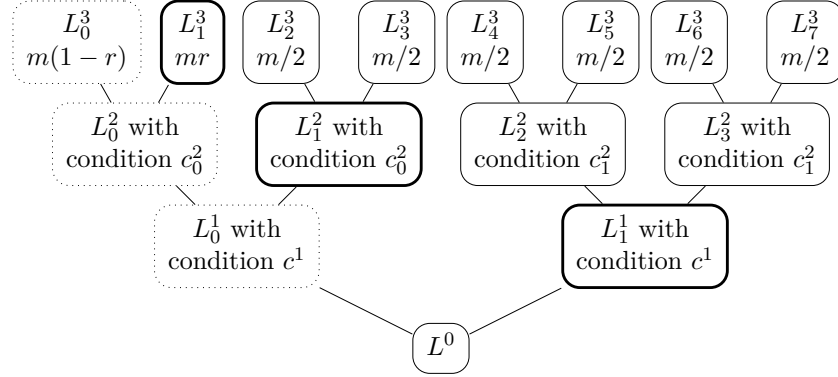 L_0^3 L_1^3 L_2^3 L_3^3 L_4^3 L_5^3 L_6^3 L_7^3
m(1 − r) mr m/2 m/2 m/2 m/2 m/2 m/2
L_0^2 with L_1^2 with L_2^2 with L_3^2 with
condition c_0^2 condition c_0^2 condition c_1^2 condition c_1^2
L_0^1 with L_1^1 with
condition c^1 condition c^1
L^0